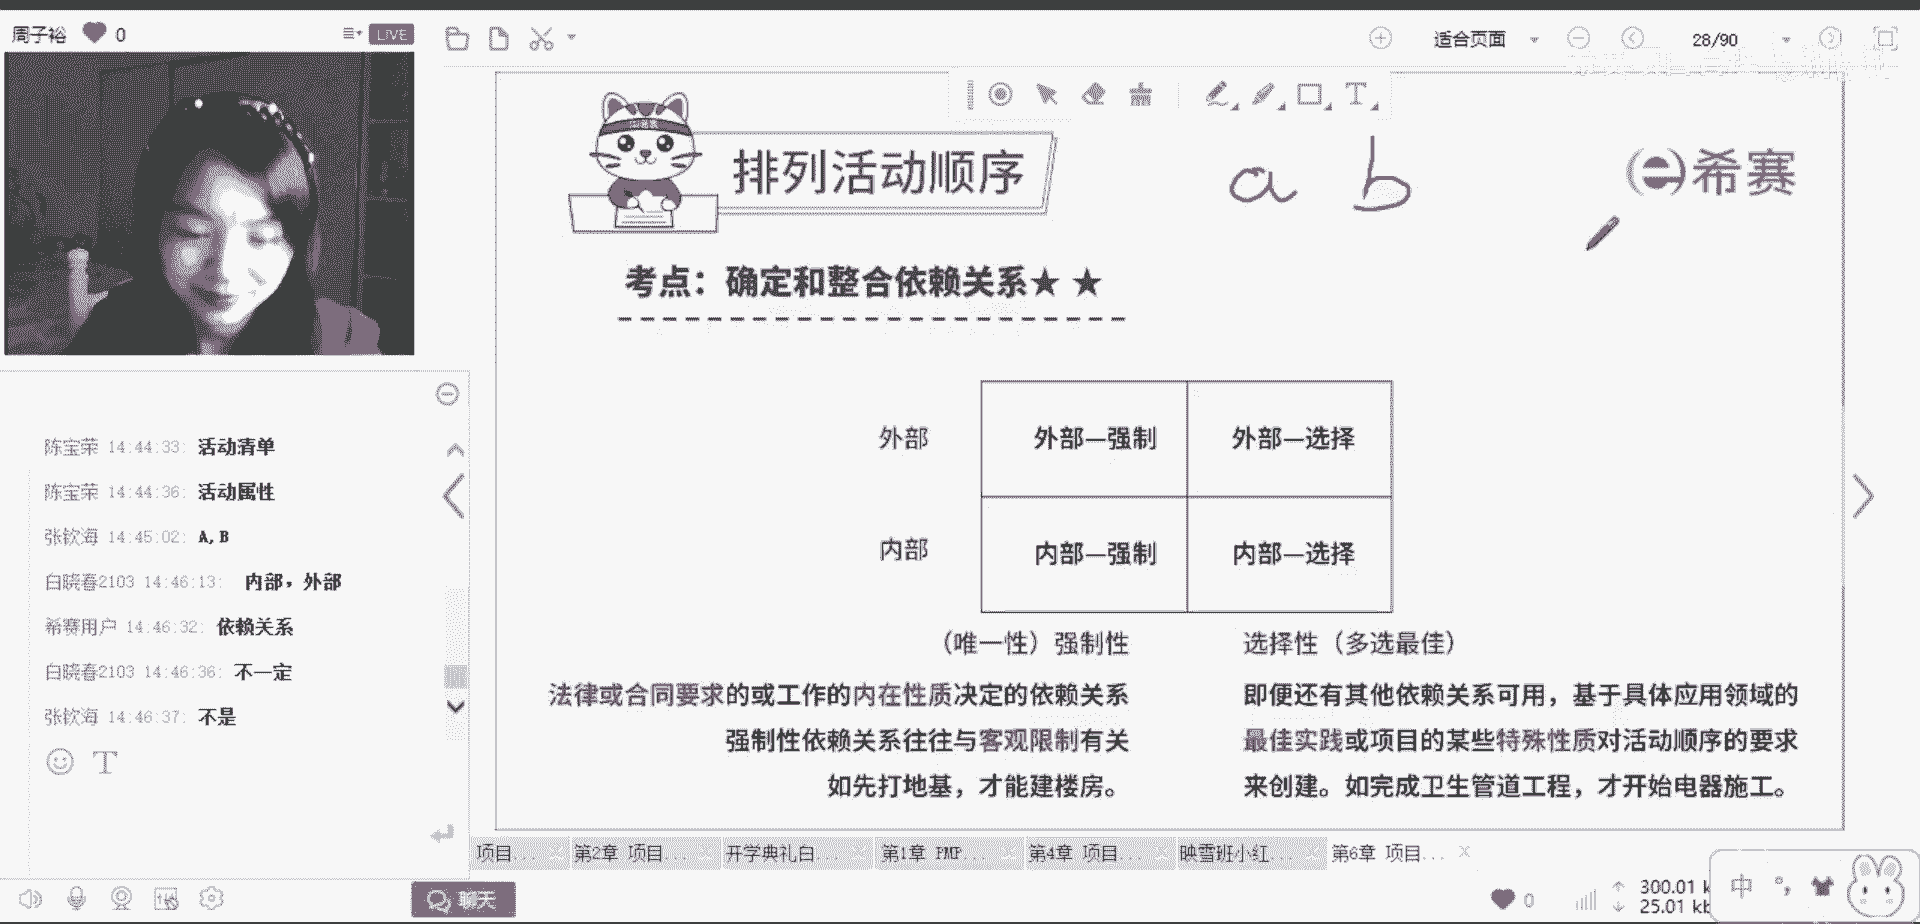 周子裕 0
LIVE
适合页面
28/90
排列活动顺序
a b
希赛
考点：确定和整合依赖关系★ ★
外部
外部—强制
外部—选择
内部
内部—强制
内部—选择
（唯一性）强制性
选择性（多选最佳）
法律或合同要求的或工作的内在性质决定的依赖关系
强制性依赖关系往往与客观限制有关
如先打地基，才能建楼房。
即便还有其他依赖关系可用，基于具体应用领域的
最佳实践或项目的某些特殊性质对活动顺序的要求
来创建。如完成卫生管道工程，才开始电器施工。
陈宝荣 14:44:33: 活动清单
陈宝荣 14:44:36: 活动属性
张钦海 14:45:02: A,B
白晓春2103 14:46:13: 内部，外部
希赛用户 14:46:32: 依赖关系
白晓春2103 14:46:36: 不一定
张钦海 14:46:37: 不是
项目... 第2章 项目... 开学典礼白... 第1章 PMP... 第4章 项目... 映雪班小红... 第6章 项目...
聊天
0
300.01 k
25.01 kb
中